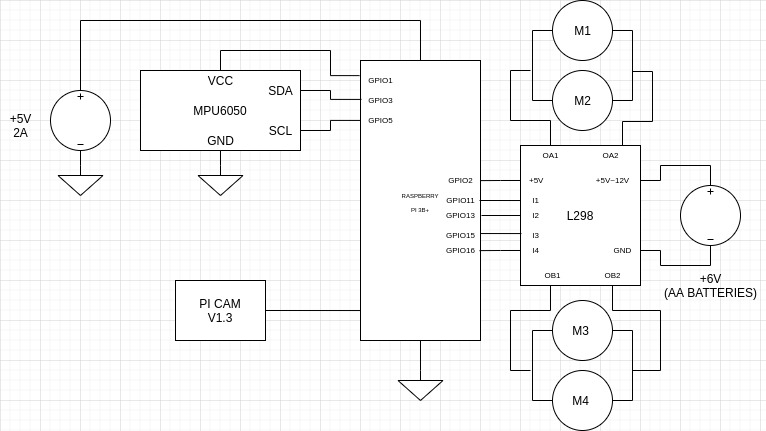 M1
M2
+5V
2A
+
−
VCC
MPU6050
SDA
SCL
GND
GPIO1
GPIO3
GPIO5
RASPBERRY
PI 3B+
GPIO2
GPIO11
GPIO13
GPIO15
GPIO16
OA1
OA2
+5V
+5V~12V
I1
I2
L298
I3
I4
GND
OB1
OB2
+
−
+6V
(AA BATTERIES)
PI CAM
V1.3
M3
M4